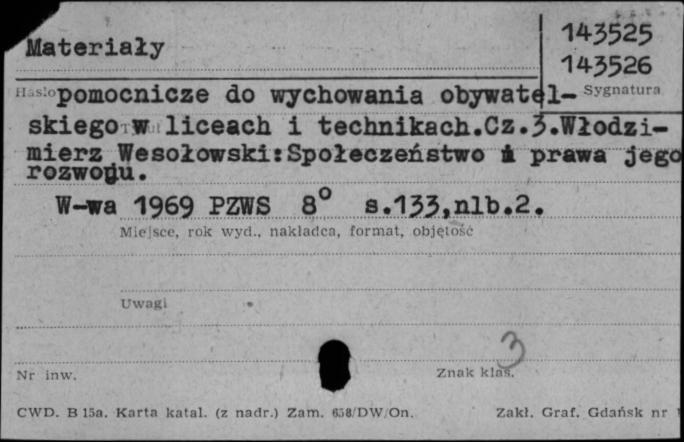 143525
Materiały
143526
Hasło pomocnicze do wychowania obywatel- Sygnatura
skiego w liceach i technikach.Cz.3.Włodzi-
mierz Wesołowski:Społeczeństwo i prawa jego
rozwoju.
W-wa 1969 PZWS 8° s.133,nlb.2.
Miejsce, rok wyd., nakładca, format, objętość
Uwagi
3
Nr inw. Znak klas.
CWD. B 15a. Karta katal. (z nadr.) Zam. 658/DW/On. Zakł. Graf. Gdańsk nr